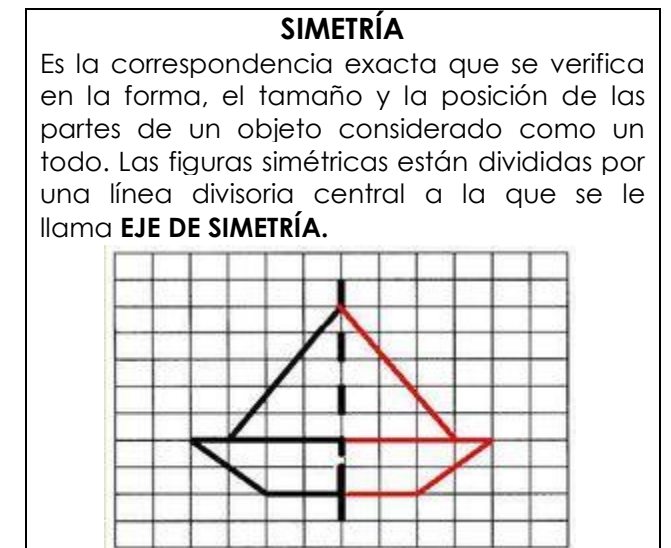 SIMETRÍA
Es la correspondencia exacta que se verifica
en la forma, el tamaño y la posición de las
partes de un objeto considerado como un
todo. Las figuras simétricas están divididas por
una línea divisoria central a la que se le
llama EJE DE SIMETRÍA.